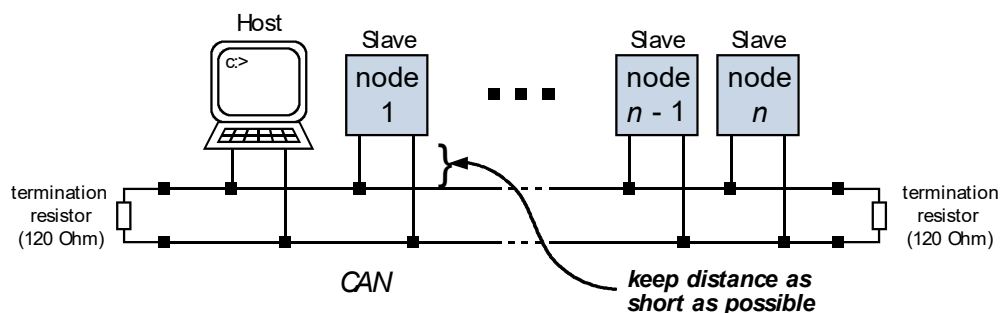 Host
c:>
Slave
node
1
Slave
node
n - 1
Slave
node
n
termination
resistor
(120 Ohm)
termination
resistor
(120 Ohm)
CAN
keep distance as
short as possible